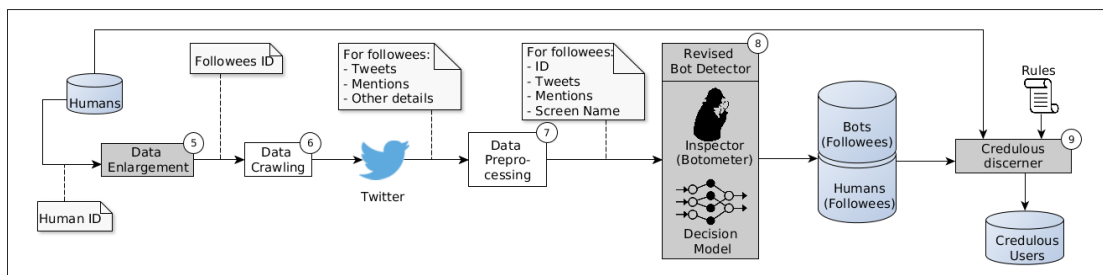 Humans
Human ID
Data
Enlargement
5
Followees ID
Data
Crawling
6
For followees:
- Tweets
- Mentions
- Other details
Twitter
Data
Prepro-
cessing
7
For followees:
- ID
- Tweets
- Mentions
- Screen Name
Revised
Bot Detector
8
Inspector
(Botometer)
Decision
Model
Bots
(Followees)
Humans
(Followees)
Rules
Credulous
discerner
9
Credulous
Users